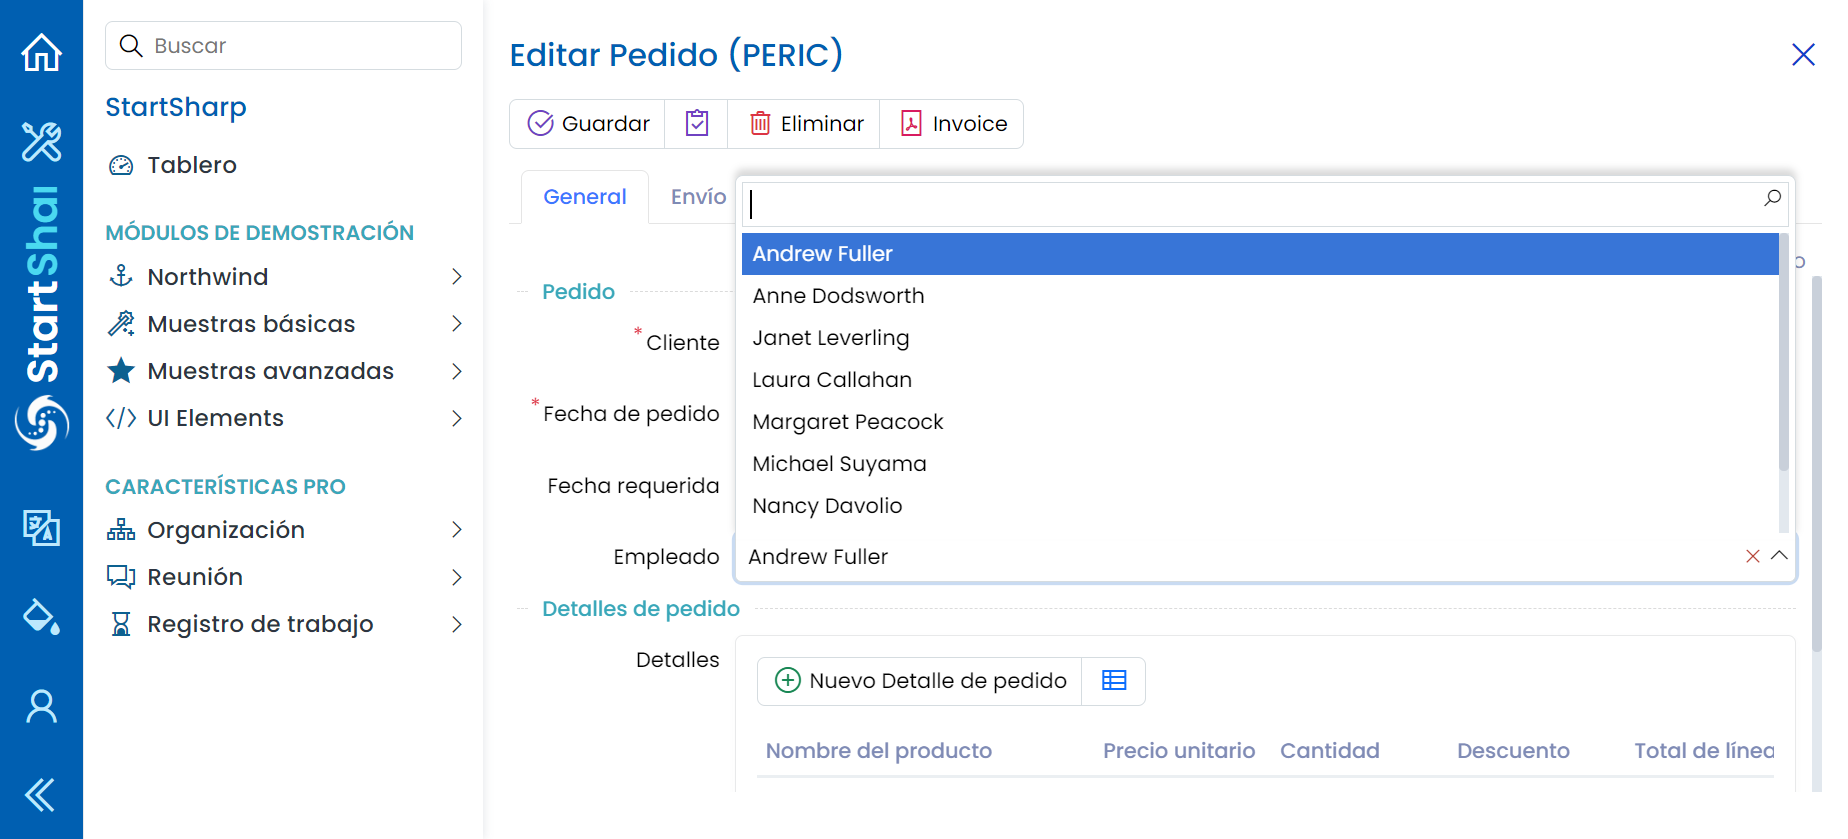 StartSharp
Buscar
StartSharp
Tablero
MÓDULOS DE DEMOSTRACIÓN
Northwind
Muestras básicas
Muestras avanzadas
UI Elements
CARACTERÍSTICAS PRO
Organización
Reunión
Registro de trabajo
Editar Pedido (PERIC)
Guardar
Eliminar
Invoice
General
Envío
Andrew Fuller
Anne Dodsworth
Janet Leverling
Laura Callahan
Margaret Peacock
Michael Suyama
Nancy Davolio
Pedido
* Cliente
* Fecha de pedido
Fecha requerida
Empleado Andrew Fuller
Detalles de pedido
Detalles
Nuevo Detalle de pedido
Nombre del producto Precio unitario Cantidad Descuento Total de línea